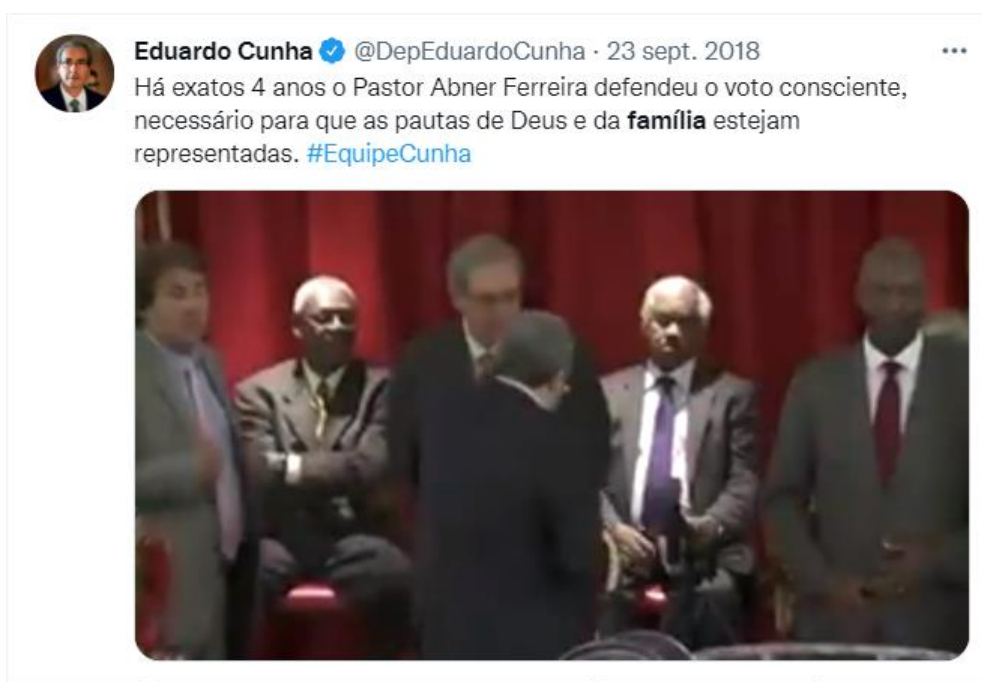 Eduardo Cunha @DepEduardoCunha · 23 sept. 2018
Há exatos 4 anos o Pastor Abner Ferreira defendeu o voto consciente,
necessário para que as pautas de Deus e da família estejam
representadas. #EquipeCunha